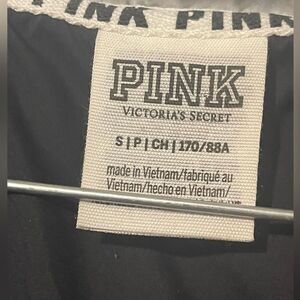 PINK PINK
PINK
VICTORIA'S SECRET
S | P | CH | 170/88A
made in Vietnam/fabriqué au
Vietnam/hecho en Vietnam/